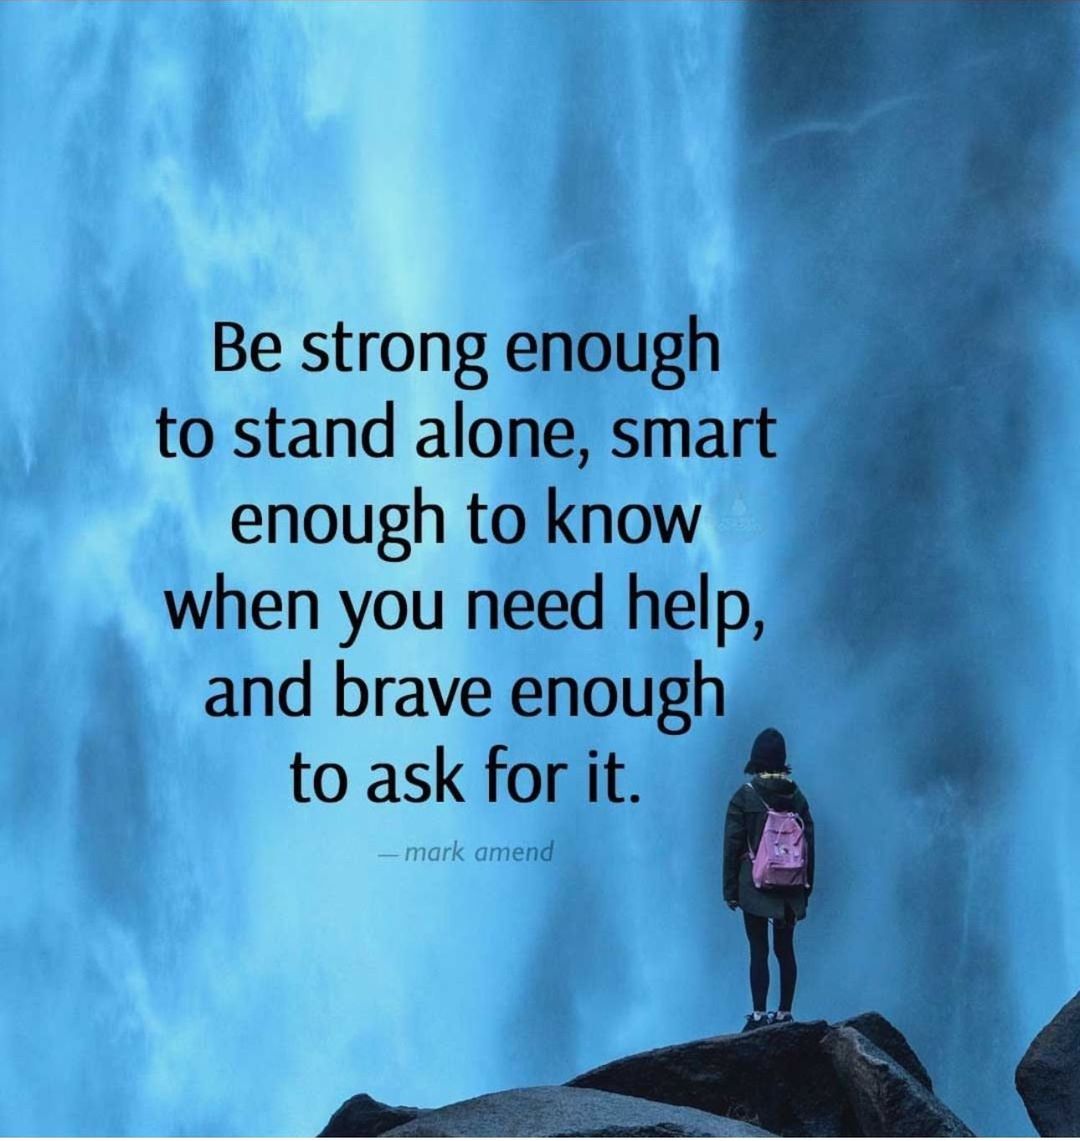 Be strong enough
to stand alone, smart
enough to know
when you need help,
and brave enough
to ask for it.
— mark amend